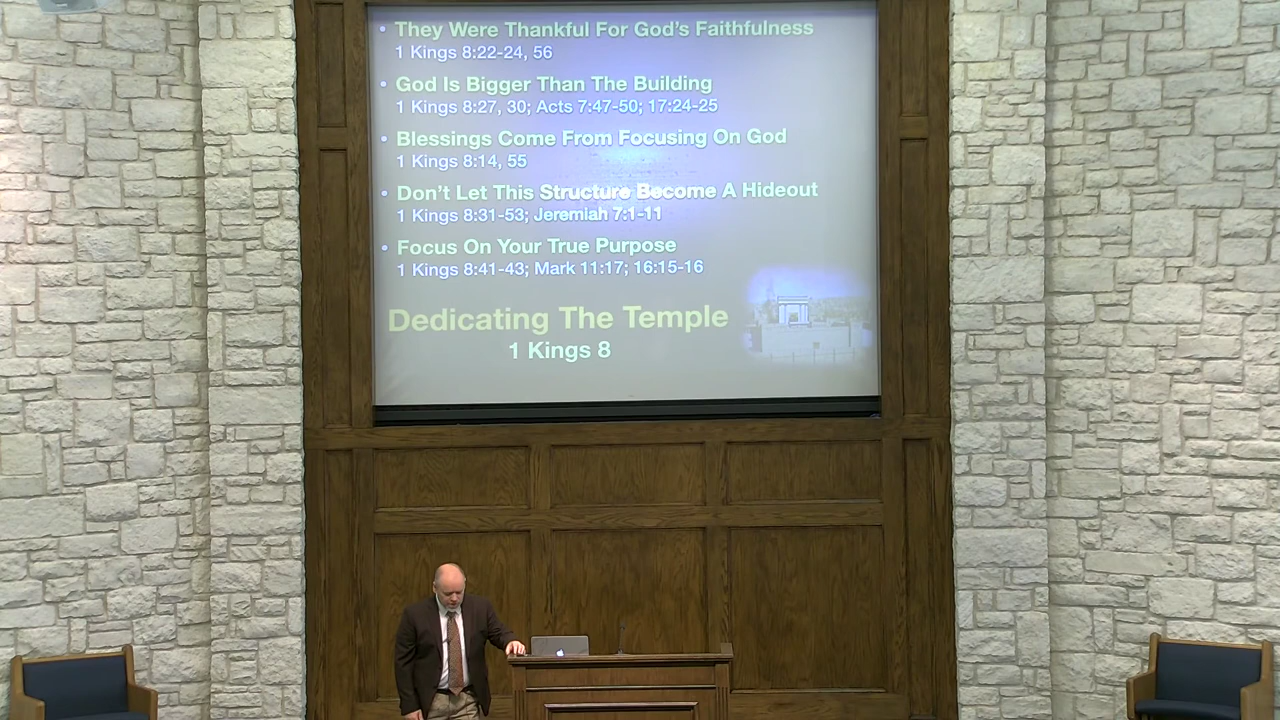 • They Were Thankful For God's Faithfulness
1 Kings 8:22-24, 56
• God Is Bigger Than The Building
1 Kings 8:27, 30; Acts 7:47-50; 17:24-25
• Blessings Come From Focusing On God
1 Kings 8:14, 55
• Don't Let This Structure Become A Hideout
1 Kings 8:31-53; Jeremiah 7:1-11
• Focus On Your True Purpose
1 Kings 8:41-43; Mark 11:17; 16:15-16
Dedicating The Temple
1 Kings 8